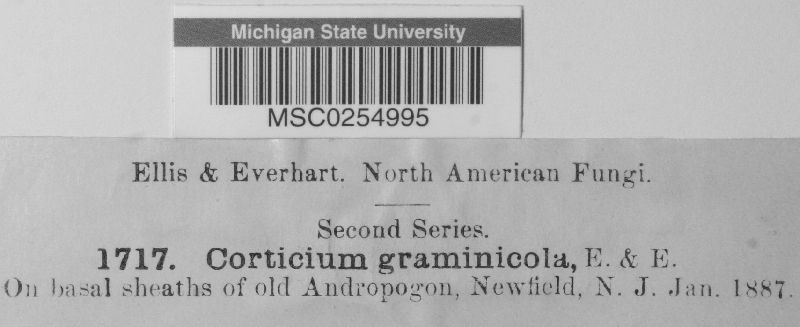 Michigan State University
MSC0254995
Ellis & Everhart. North American Fungi.
Second Series.
1717. Corticium graminicola, E. & E.
On basal sheaths of old Andropogon, Newfield, N. J. Jan. 1887.